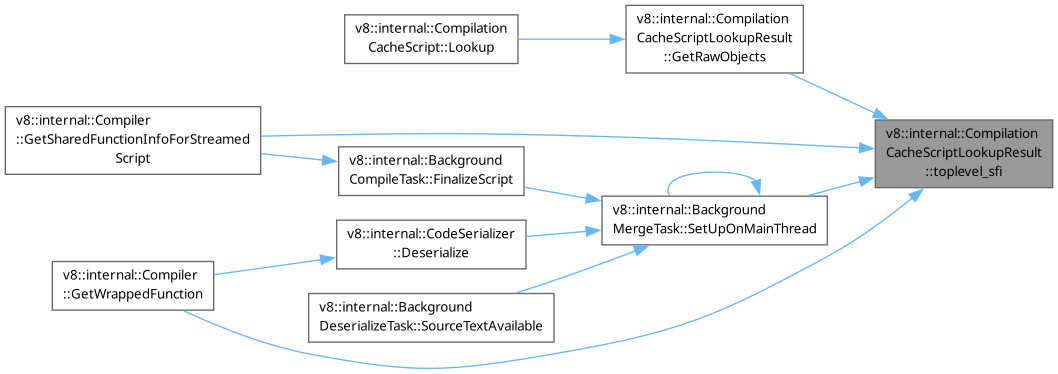 v8::internal::Compilation
CacheScript::Lookup
v8::internal::Compilation
CacheScriptLookupResult
::GetRawObjects
v8::internal::Compiler
::GetSharedFunctionInfoForStreamed
Script
v8::internal::Background
CompileTask::FinalizeScript
v8::internal::Compilation
CacheScriptLookupResult
::toplevel_sfi
v8::internal::Background
MergeTask::SetUpOnMainThread
v8::internal::CodeSerializer
::Deserialize
v8::internal::Compiler
::GetWrappedFunction
v8::internal::Background
DeserializeTask::SourceTextAvailable